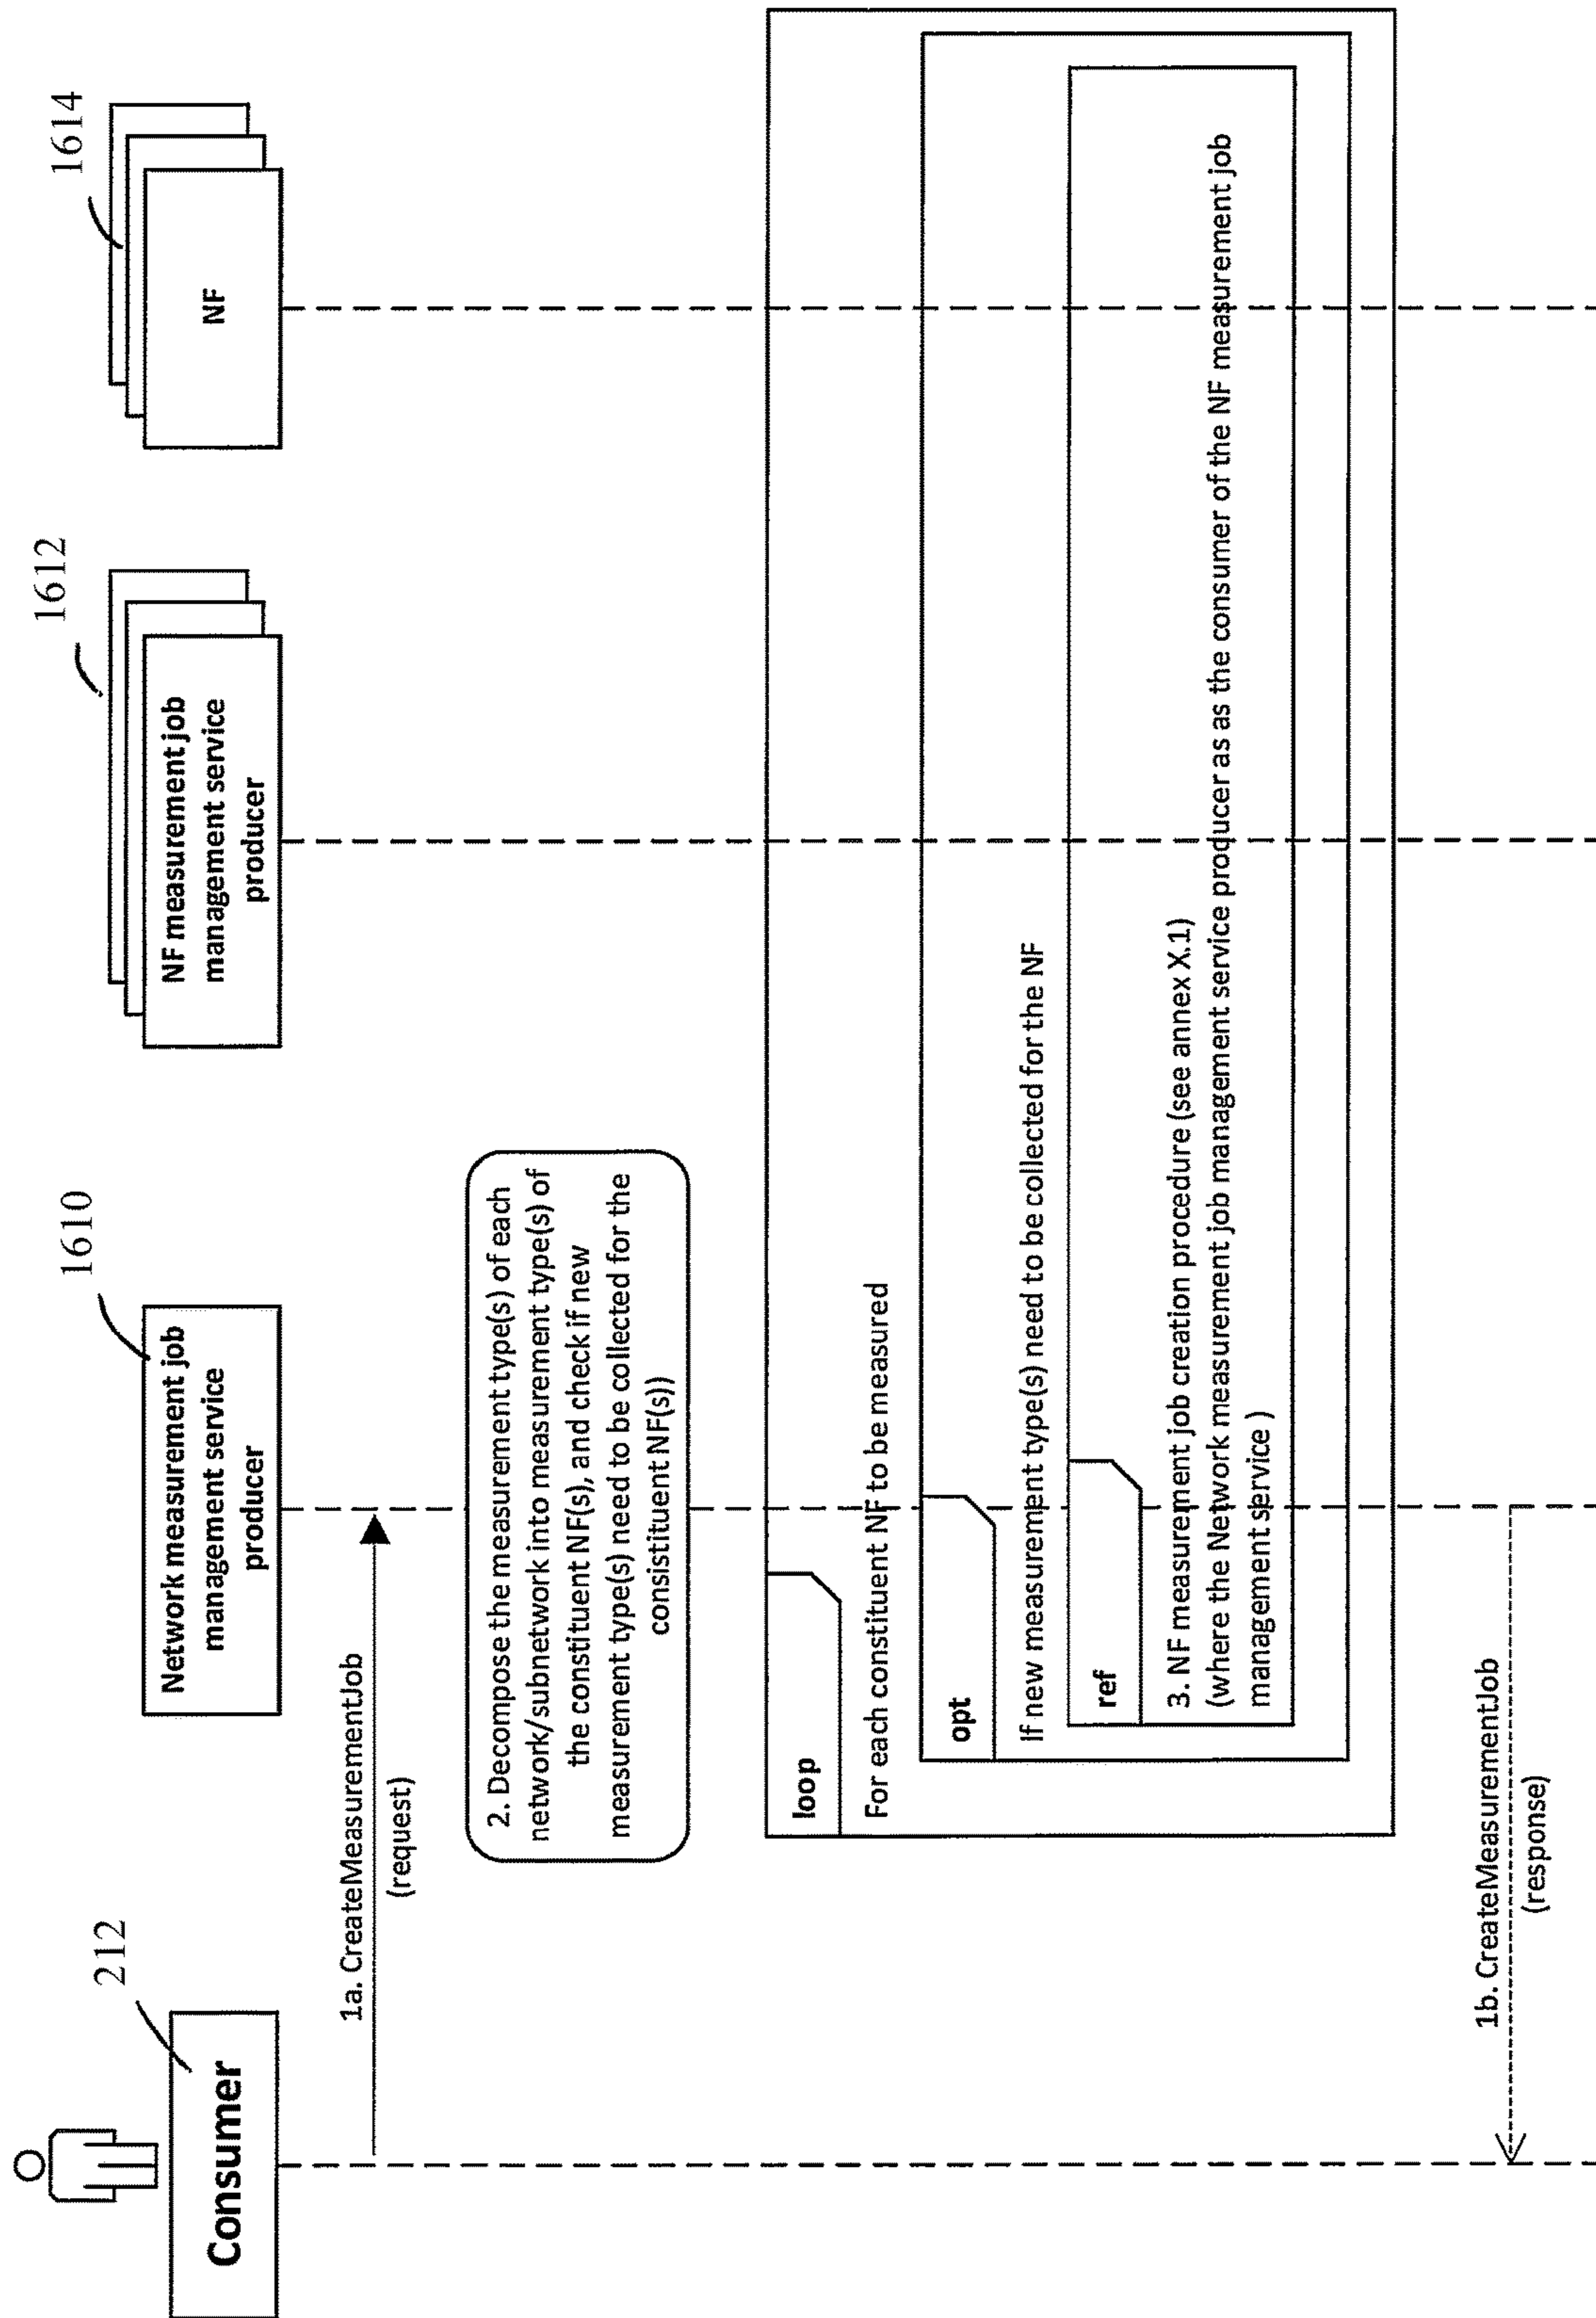 212
Consumer
1610
Network measurement job
management service
producer
1612
NF measurement job
management service
producer
1614
NF
1a. CreateMeasurementJob
(request)
2. Decompose the measurement type(s) of each
network/subnetwork into measurement type(s) of
the constituent NF(s), and check if new
measurement type(s) need to be collected for the
consistituent NF(s))
loop
For each constituent NF to be measured
opt
If new measurement type(s) need to be collected for the NF
ref
3. NF measurement job creation procedure (see annex X.1)
(where the Network measurement job management service producer as as the consumer of the NF measurement job
management service )
1b. CreateMeasurementJob
(response)